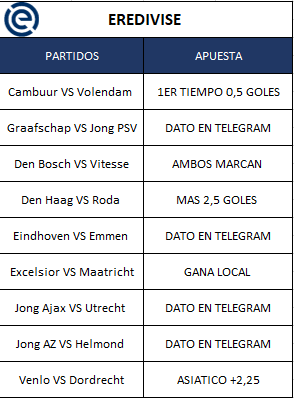 EREDIVISE
PARTIDOS APUESTA
Cambuur VS Volendam 1ER TIEMPO 0,5 GOLES
Graafschap VS Jong PSV DATO EN TELEGRAM
Den Bosch VS Vitesse AMBOS MARCAN
Den Haag VS Roda MAS 2,5 GOLES
Eindhoven VS Emmen DATO EN TELEGRAM
Excelsior VS Maatricht GANA LOCAL
Jong Ajax VS Utrecht DATO EN TELEGRAM
Jong AZ VS Helmond DATO EN TELEGRAM
Venlo VS Dordrecht ASIATICO +2,25